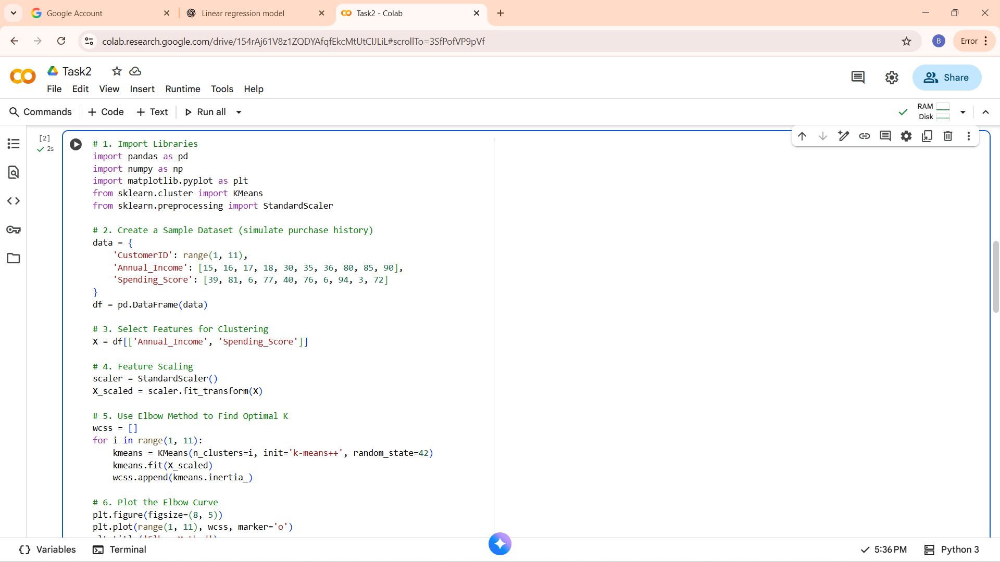 Google Account
Linear regression model
Task2 - Colab
colab.research.google.com/drive/154rAj61V8z1ZQDYAfqfEkcMtUtCIJLiL#scrollTo=3SfPofVP9pVf
B
Error
Task2
File Edit View Insert Runtime Tools Help
Share
Commands
+ Code
+ Text
Run all
RAM
Disk
[2]
2s
# 1. Import Libraries
import pandas as pd
import numpy as np
import matplotlib.pyplot as plt
from sklearn.cluster import KMeans
from sklearn.preprocessing import StandardScaler
# 2. Create a Sample Dataset (simulate purchase history)
data = {
    'CustomerID': range(1, 11),
    'Annual_Income': [15, 16, 17, 18, 30, 35, 36, 80, 85, 90],
    'Spending_Score': [39, 81, 6, 77, 40, 76, 6, 94, 3, 72]
}
df = pd.DataFrame(data)
# 3. Select Features for Clustering
X = df[['Annual_Income', 'Spending_Score']]
# 4. Feature Scaling
scaler = StandardScaler()
X_scaled = scaler.fit_transform(X)
# 5. Use Elbow Method to Find Optimal K
wcss = []
for i in range(1, 11):
    kmeans = KMeans(n_clusters=i, init='k-means++', random_state=42)
    kmeans.fit(X_scaled)
    wcss.append(kmeans.inertia_)
# 6. Plot the Elbow Curve
plt.figure(figsize=(8, 5))
plt.plot(range(1, 11), wcss, marker='o')
Variables
Terminal
5:36 PM
Python 3